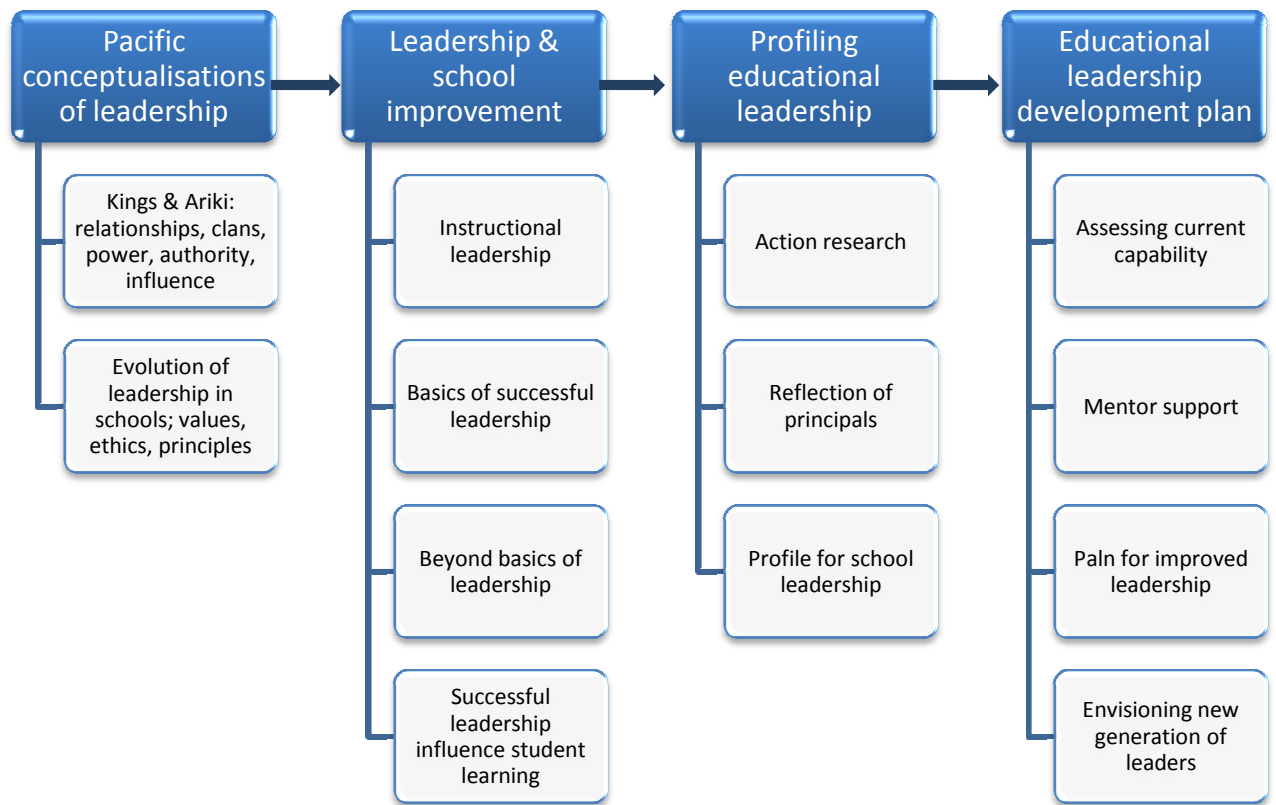 Pacific
conceptualisations
of leadership
Kings & Ariki:
relationships, clans,
power, authority,
influence
Evolution of
leadership in
schools; values,
ethics, principles
Leadership &
school
improvement
Instructional
leadership
Basics of successful
leadership
Beyond basics of
leadership
Successful
leadership
influence student
learning
Profiling
educational
leadership
Action research
Reflection of
principals
Profile for school
leadership
Educational
leadership
development plan
Assessing current
capability
Mentor support
Paln for improved
leadership
Envisioning new
generation of
leaders